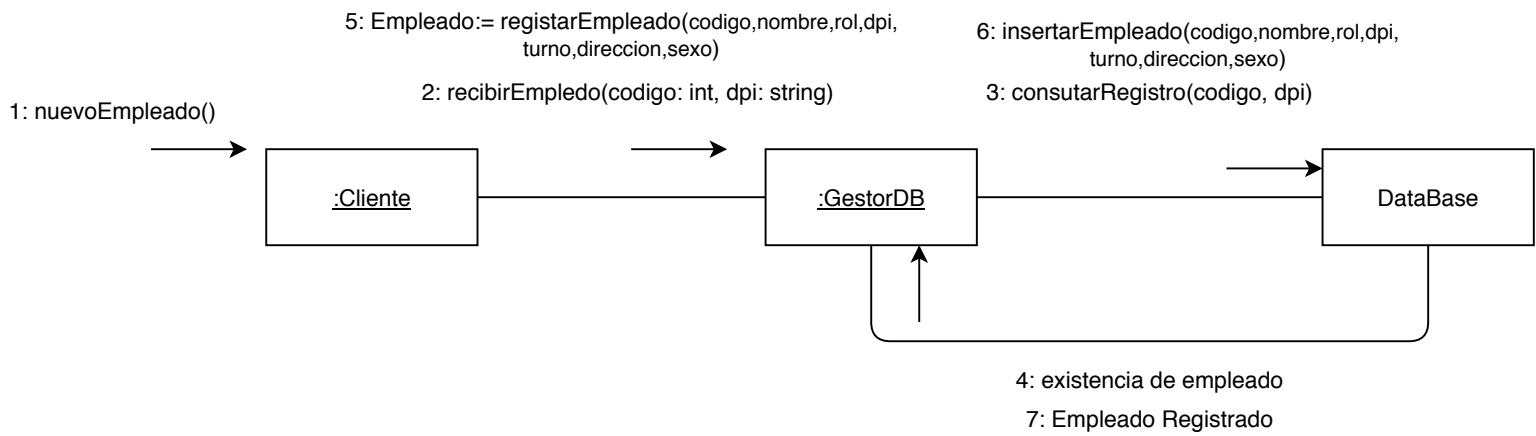 5: Empleado:= registarEmpleado(codigo,nombre,rol,dpi,
turno,direccion,sexo)
6: insertarEmpleado(codigo,nombre,rol,dpi,
turno,direccion,sexo)
2: recibirEmpledo(codigo: int, dpi: string)
3: consutarRegistro(codigo, dpi)
1: nuevoEmpleado()
:Cliente
:GestorDB
DataBase
4: existencia de empleado
7: Empleado Registrado